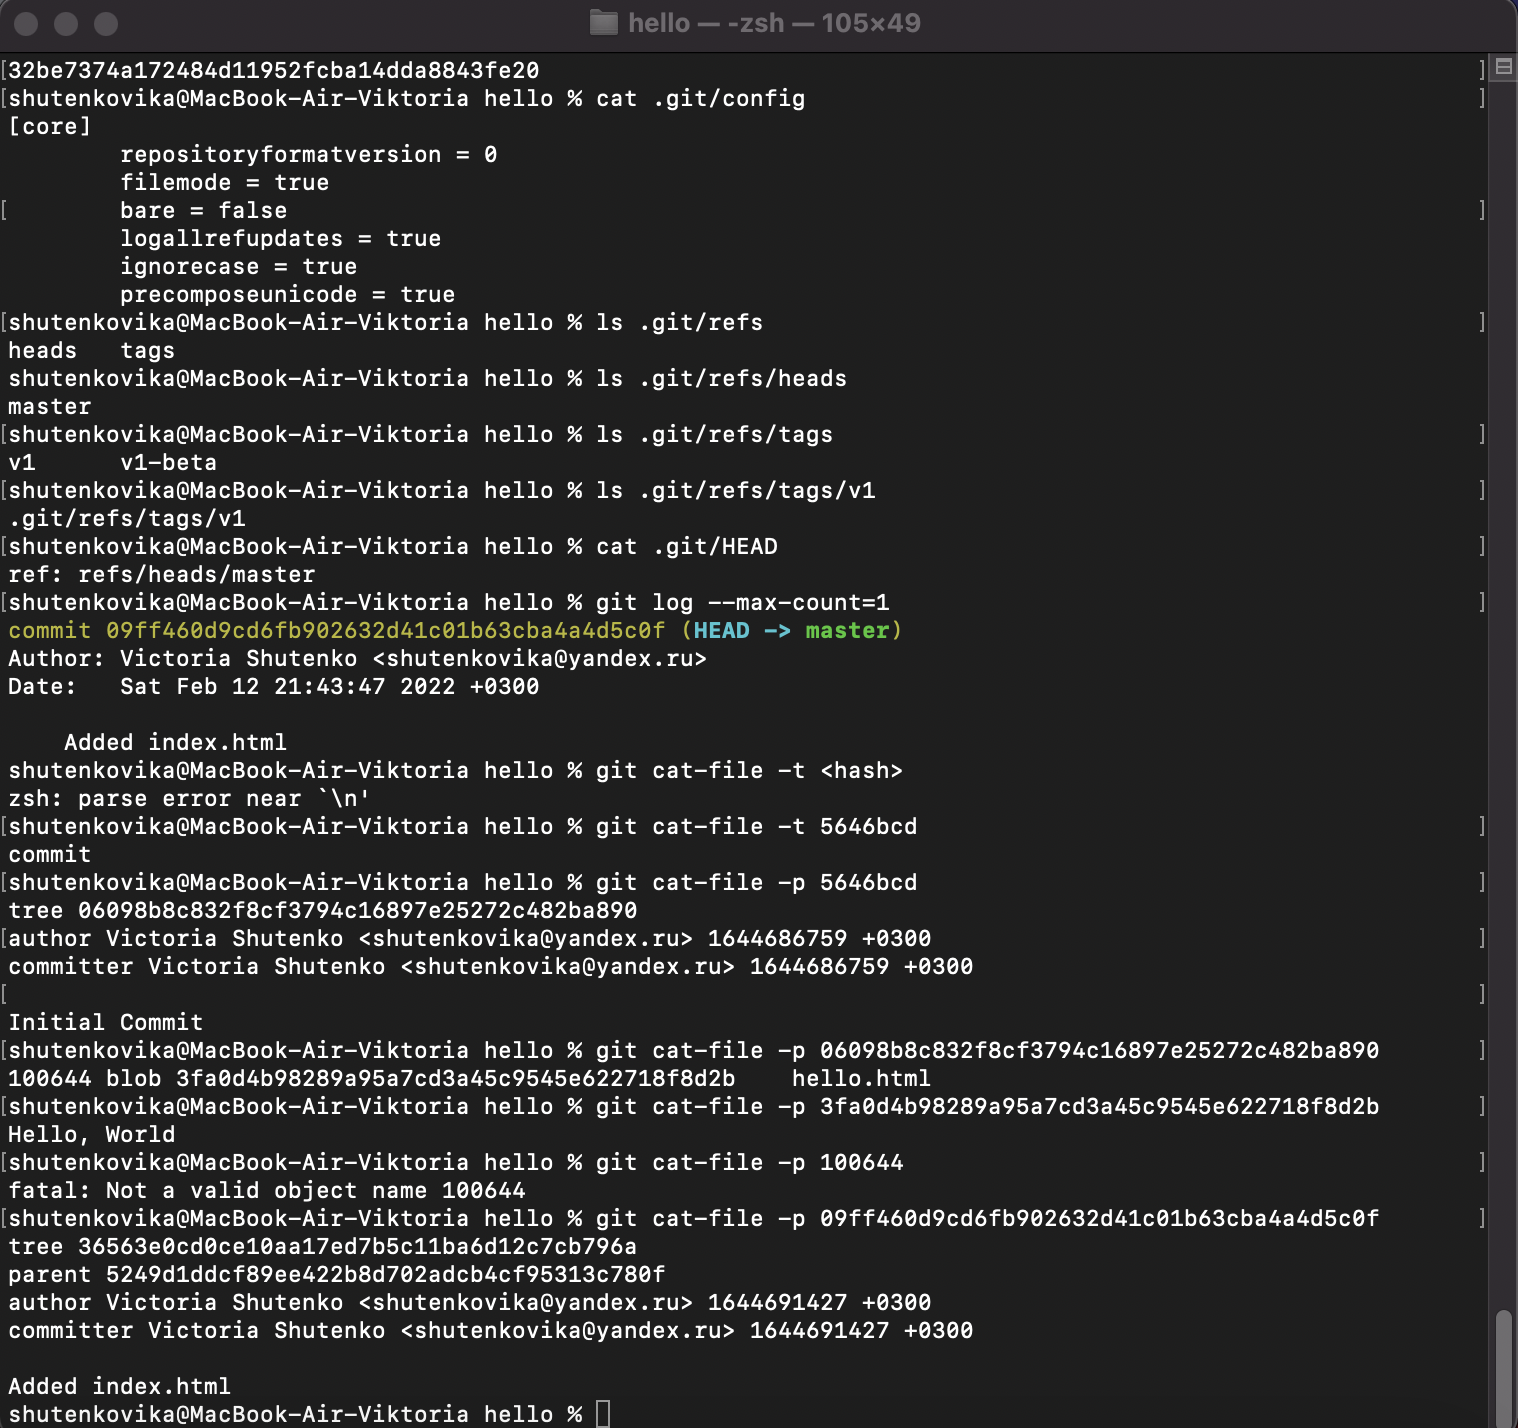 hello — -zsh — 105×49
[32be7374a172484d11952fcba14dda8843fe20 ]
[shutenkovika@MacBook-Air-Viktoria hello % cat .git/config ]
[core]
        repositoryformatversion = 0
        filemode = true
[        bare = false ]
        logallrefupdates = true
        ignorecase = true
        precomposeunicode = true
[shutenkovika@MacBook-Air-Viktoria hello % ls .git/refs ]
heads   tags
shutenkovika@MacBook-Air-Viktoria hello % ls .git/refs/heads
master
[shutenkovika@MacBook-Air-Viktoria hello % ls .git/refs/tags ]
v1      v1-beta
[shutenkovika@MacBook-Air-Viktoria hello % ls .git/refs/tags/v1 ]
.git/refs/tags/v1
[shutenkovika@MacBook-Air-Viktoria hello % cat .git/HEAD ]
ref: refs/heads/master
[shutenkovika@MacBook-Air-Viktoria hello % git log --max-count=1 ]
commit 09ff460d9cd6fb902632d41c01b63cba4a4d5c0f (HEAD -> master)
Author: Victoria Shutenko <shutenkovika@yandex.ru>
Date:   Sat Feb 12 21:43:47 2022 +0300

    Added index.html
shutenkovika@MacBook-Air-Viktoria hello % git cat-file -t <hash>
zsh: parse error near `\n'
[shutenkovika@MacBook-Air-Viktoria hello % git cat-file -t 5646bcd ]
commit
[shutenkovika@MacBook-Air-Viktoria hello % git cat-file -p 5646bcd ]
tree 06098b8c832f8cf3794c16897e25272c482ba890
[author Victoria Shutenko <shutenkovika@yandex.ru> 1644686759 +0300 ]
committer Victoria Shutenko <shutenkovika@yandex.ru> 1644686759 +0300
[ ]
Initial Commit
[shutenkovika@MacBook-Air-Viktoria hello % git cat-file -p 06098b8c832f8cf3794c16897e25272c482ba890 ]
100644 blob 3fa0d4b98289a95a7cd3a45c9545e622718f8d2b    hello.html
[shutenkovika@MacBook-Air-Viktoria hello % git cat-file -p 3fa0d4b98289a95a7cd3a45c9545e622718f8d2b ]
Hello, World
[shutenkovika@MacBook-Air-Viktoria hello % git cat-file -p 100644 ]
fatal: Not a valid object name 100644
[shutenkovika@MacBook-Air-Viktoria hello % git cat-file -p 09ff460d9cd6fb902632d41c01b63cba4a4d5c0f ]
tree 36563e0cd0ce10aa17ed7b5c11ba6d12c7cb796a
parent 5249d1ddcf89ee422b8d702adcb4cf95313c780f
author Victoria Shutenko <shutenkovika@yandex.ru> 1644691427 +0300
committer Victoria Shutenko <shutenkovika@yandex.ru> 1644691427 +0300

Added index.html
shutenkovika@MacBook-Air-Viktoria hello %